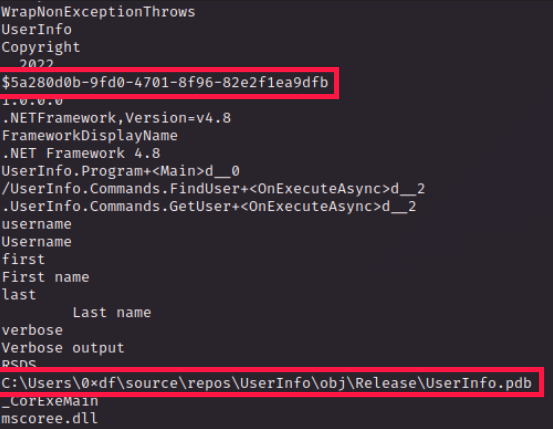 WrapNonExceptionThrows
UserInfo
Copyright
2022
$5a280d0b-9fd0-4701-8f96-82e2f1ea9dfb
1.0.0.0
.NETFramework,Version=v4.8
FrameworkDisplayName
.NET Framework 4.8
UserInfo.Program+<Main>d__0
/UserInfo.Commands.FindUser+<OnExecuteAsync>d__2
.UserInfo.Commands.GetUser+<OnExecuteAsync>d__2
username
Username
first
First name
last
Last name
verbose
Verbose output
RSDS
C:\Users\0xdf\source\repos\UserInfo\obj\Release\UserInfo.pdb
_CorExeMain
mscoree.dll